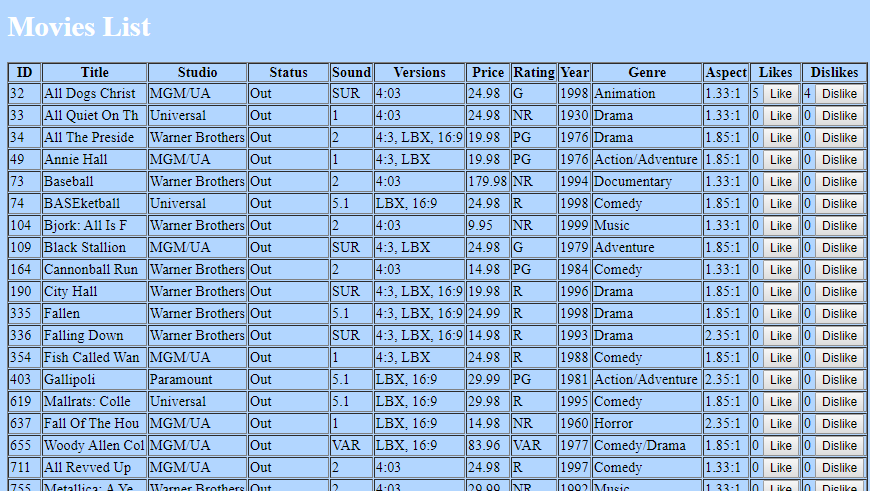 Movies List
ID Title Studio Status Sound Versions Price Rating Year Genre Aspect Likes Dislikes
32 All Dogs Christ MGM/UA Out SUR 4:03 24.98 G 1998 Animation 1.33:1 5 Like 4 Dislike
33 All Quiet On Th Universal Out 1 4:03 24.98 NR 1930 Drama 1.33:1 0 Like 0 Dislike
34 All The Preside Warner Brothers Out 2 4:3, LBX, 16:9 19.98 PG 1976 Drama 1.85:1 0 Like 0 Dislike
49 Annie Hall MGM/UA Out 1 4:3, LBX 19.98 PG 1976 Action/Adventure 1.85:1 0 Like 0 Dislike
73 Baseball Warner Brothers Out 2 4:03 179.98 NR 1994 Documentary 1.33:1 0 Like 0 Dislike
74 BASEketball Universal Out 5.1 LBX, 16:9 24.98 R 1998 Comedy 1.85:1 0 Like 0 Dislike
104 Bjork: All Is F Warner Brothers Out 2 4:03 9.95 NR 1999 Music 1.33:1 0 Like 0 Dislike
109 Black Stallion MGM/UA Out SUR 4:3, LBX 24.98 G 1979 Adventure 1.85:1 0 Like 0 Dislike
164 Cannonball Run Warner Brothers Out 2 4:03 14.98 PG 1984 Comedy 1.33:1 0 Like 0 Dislike
190 City Hall Warner Brothers Out SUR 4:3, LBX, 16:9 19.98 R 1996 Drama 1.85:1 0 Like 0 Dislike
335 Fallen Warner Brothers Out 5.1 4:3, LBX, 16:9 24.99 R 1998 Drama 1.85:1 0 Like 0 Dislike
336 Falling Down Warner Brothers Out SUR 4:3, LBX, 16:9 14.98 R 1993 Drama 2.35:1 0 Like 0 Dislike
354 Fish Called Wan MGM/UA Out 1 4:3, LBX 24.98 R 1988 Comedy 1.85:1 0 Like 0 Dislike
403 Gallipoli Paramount Out 5.1 LBX, 16:9 29.99 PG 1981 Action/Adventure 2.35:1 0 Like 0 Dislike
619 Mallrats: Colle Universal Out 5.1 LBX, 16:9 29.98 R 1995 Comedy 1.85:1 0 Like 0 Dislike
637 Fall Of The Hou MGM/UA Out 1 LBX, 16:9 14.98 NR 1960 Horror 2.35:1 0 Like 0 Dislike
655 Woody Allen Col MGM/UA Out VAR LBX, 16:9 83.96 VAR 1977 Comedy/Drama 1.85:1 0 Like 0 Dislike
711 All Revved Up MGM/UA Out 2 4:03 24.98 R 1997 Comedy 1.33:1 0 Like 0 Dislike
755 Metallica: A Ye Warner Brothers Out 2 4:03 29.99 NR 1992 Music 1.33:1 0 Like 0 Dislike